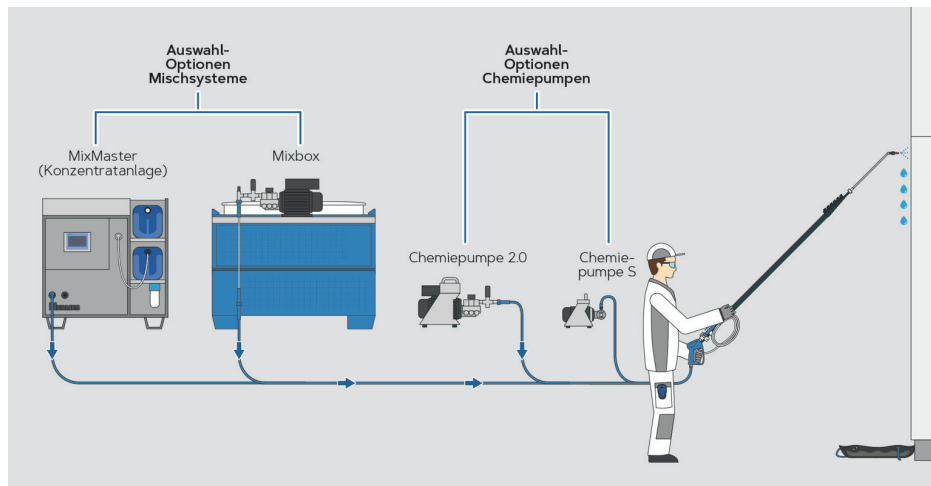 Auswahl-
Optionen
Mischsysteme
Auswahl-
Optionen
Chemiepumpen
MixMaster
(Konzentratanlage)
Mixbox
Chemiepumpe 2.0
Chemie-
pumpe S